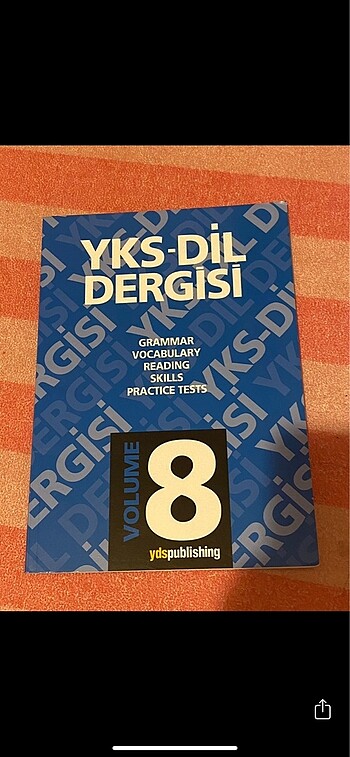 YKS-DİL
DERGİSİ
GRAMMAR
VOCABULARY
READING
SKILLS
PRACTICE TESTS
VOLUME
8
ydspublishing